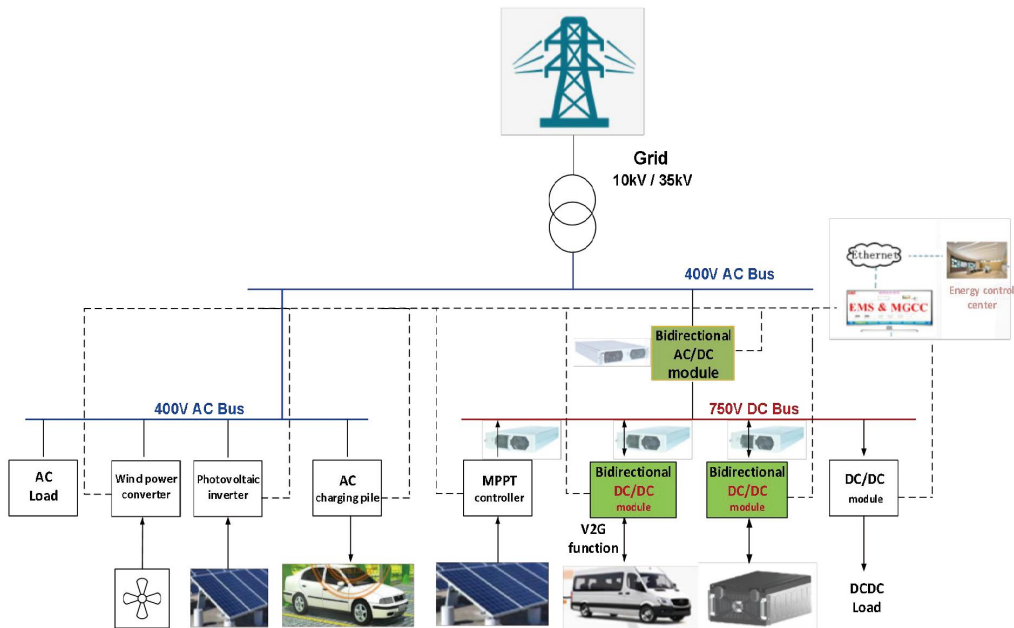 Grid
10kV / 35kV
400V AC Bus
Ethernet
EMS & MGCC
Energy control
center
Bidirectional
AC/DC
module
400V AC Bus
750V DC Bus
AC
Load
Wind power
converter
Photovoltaic
inverter
AC
charging pile
MPPT
controller
Bidirectional
DC/DC
module
Bidirectional
DC/DC
module
DC/DC
module
V2G
function
DCDC
Load